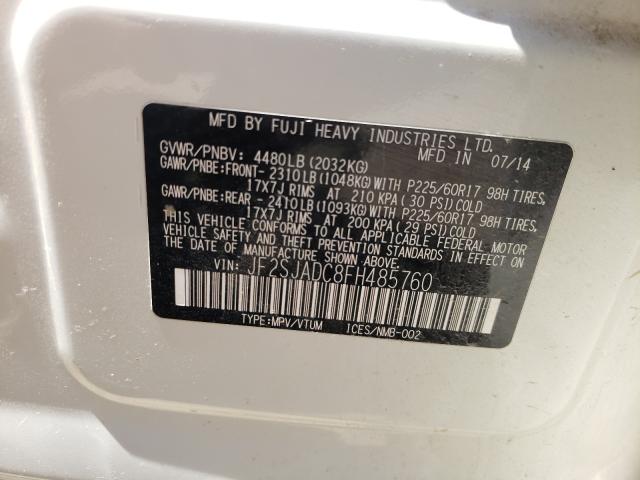 MFD BY FUJI HEAVY INDUSTRIES LTD.
MFD IN 07/14
GVWR/PNBV: 4480LB (2032KG)
GAWR/PNBE:FRONT- 2310LB(1048KG)WITH P225/60R17 98H TIRES,
17X7J RIMS AT 210 KPA(30 PSI)COLD
GAWR/PNBE:REAR - 2410LB(1093KG)WITH P225/60R17 98H TIRES,
17X7J RIMS AT 200 KPA(29 PSI)COLD
THIS VEHICLE CONFORMS TO ALL APPLICABLE FEDERAL MOTOR
VEHICLE SAFETY AND THEFT PREVENTION STANDARDS IN EFFECT ON
THE DATE OF MANUFACTURE SHOWN ABOVE.
VIN: JF2SJADC8FH485760
TYPE:MPV/VTUM ICES/NMB-002